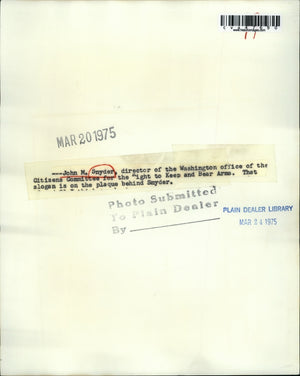 MAR 20 1975
---John M. Snyder, director of the Washington office of the
Citizens Committee for the "ight to Keep and Bear Arms. That
slogan is on the plaque behind Snyder.
Photo Submitted
To Plain Dealer
By
PLAIN DEALER LIBRARY
MAR 24 1975